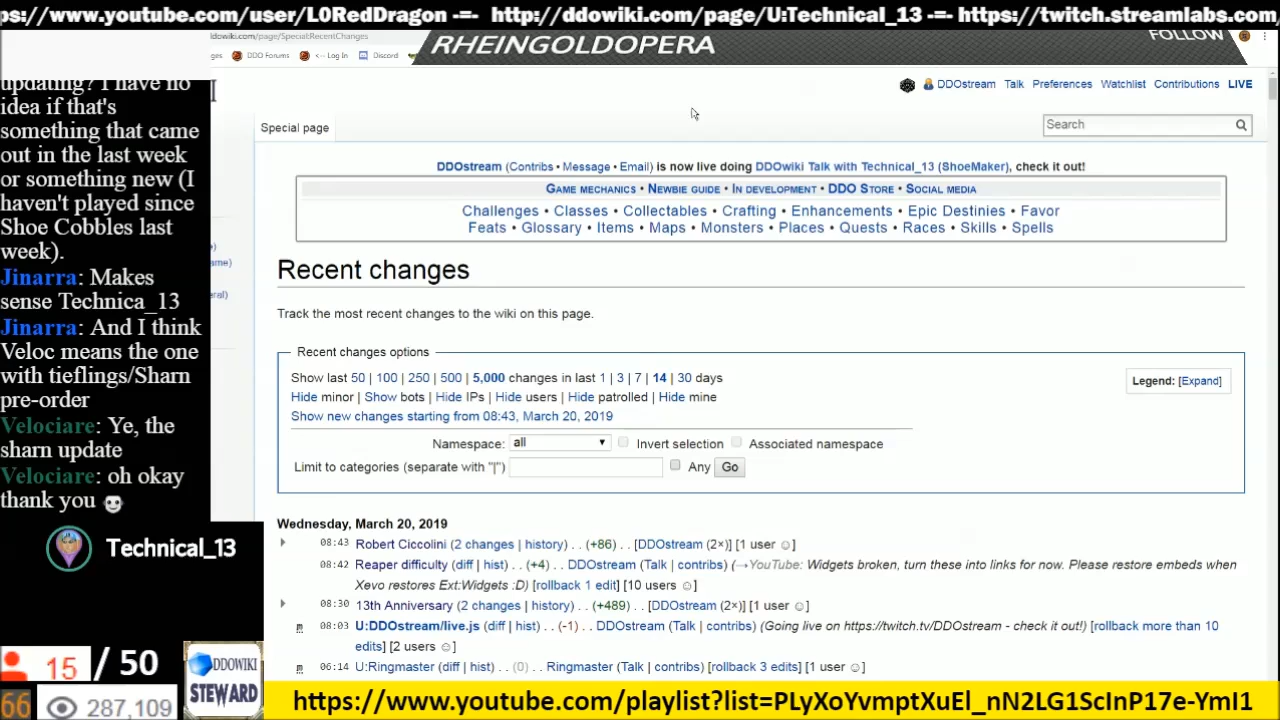 ps://www.youtube.com/user/L0RedDragon -=- http://ddowiki.com/page/U:Technical_13 -=- https://twitch.streamlabs.com/
dowiki.com/page/Special:RecentChanges
RHEINGOLDOPERA
FOLLOW
ges DDO Forums <-- Log In Discord
updating? I have no
idea if that's
something that came
out in the last week
or something new (I
haven't played since
Shoe Cobbles last
week).
Jinarra: Makes
sense Technica_13
Jinarra: And I think
Veloc means the one
with tieflings/Sharn
pre-order
Velociare: Ye, the
sharn update
Velociare: oh okay
thank you
Technical_13
15 / 50
66 287,109
DDOWIKI
STEWARD
DDOstream Talk Preferences Watchlist Contributions LIVE
Special page
Search
DDOstream (Contribs • Message • Email) is now live doing DDOwiki Talk with Technical_13 (ShoeMaker), check it out!
Game mechanics • Newbie guide • In development • DDO Store • Social media
Challenges • Classes • Collectables • Crafting • Enhancements • Epic Destinies • Favor
Feats • Glossary • Items • Maps • Monsters • Places • Quests • Races • Skills • Spells
)
ame)
ral)
Recent changes
Track the most recent changes to the wiki on this page.
Recent changes options
Show last 50 | 100 | 250 | 500 | 5,000 changes in last 1 | 3 | 7 | 14 | 30 days
Hide minor | Show bots | Hide IPs | Hide users | Hide patrolled | Hide mine
Show new changes starting from 08:43, March 20, 2019
Legend: [Expand]
Namespace: all Invert selection Associated namespace
Limit to categories (separate with "|") Any Go
Wednesday, March 20, 2019
08:43 Robert Ciccolini (2 changes | history) . . (+86) . . [DDOstream (2×)] [1 user ☺]
08:42 Reaper difficulty (diff | hist) . . (+4) . . DDOstream (Talk | contribs) (→YouTube: Widgets broken, turn these into links for now. Please restore embeds when
Xevo restores Ext:Widgets :D) [rollback 1 edit] [10 users ☺]
08:30 13th Anniversary (2 changes | history) . . (+489) . . [DDOstream (2×)] [1 user ☺]
m 08:03 U:DDOstream/live.js (diff | hist) . . (-1) . . DDOstream (Talk | contribs) (Going live on https://twitch.tv/DDOstream - check it out!) [rollback more than 10
edits] [2 users ☺]
m 06:14 U:Ringmaster (diff | hist) . . (0) . . Ringmaster (Talk | contribs) [rollback 3 edits] [1 user ☺]
https://www.youtube.com/playlist?list=PLyXoYvmptXuEl_nN2LG1ScInP17e-YmI1